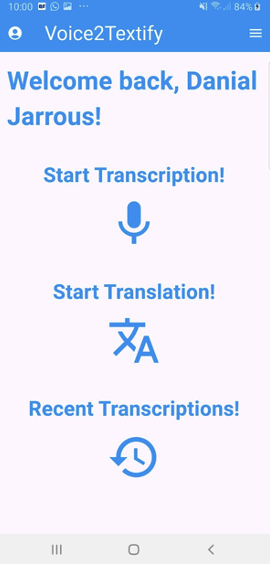 10:00
84%
Voice2Textify
Welcome back, Danial
Jarrous!
Start Transcription!
Start Translation!
Recent Transcriptions!